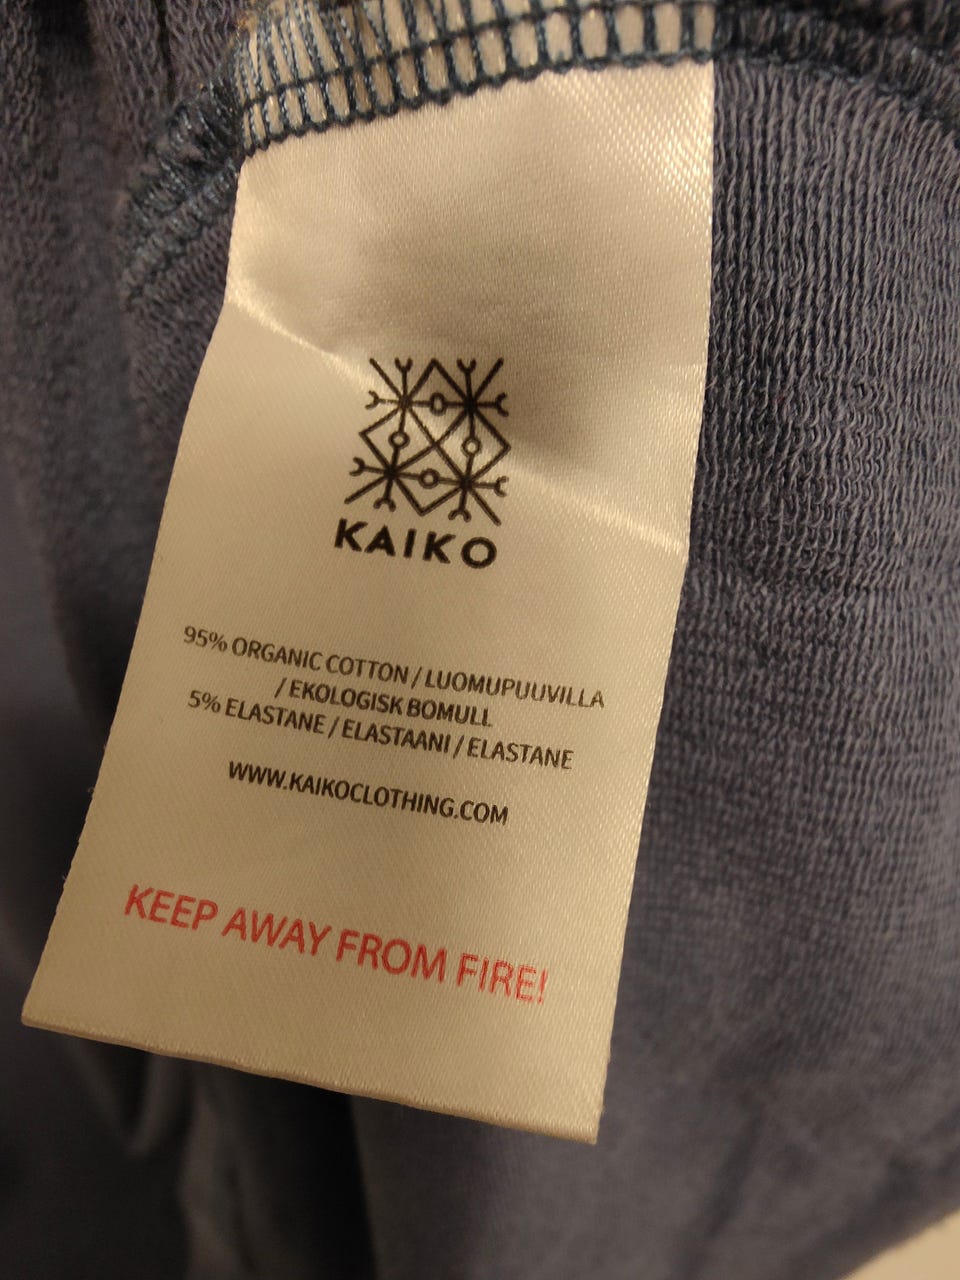 KAIKO
95% ORGANIC COTTON / LUOMUPUUVILLA
/ EKOLOGISK BOMULL
5% ELASTANE / ELASTAANI / ELASTANE
WWW.KAIKOCLOTHING.COM
KEEP AWAY FROM FIRE!